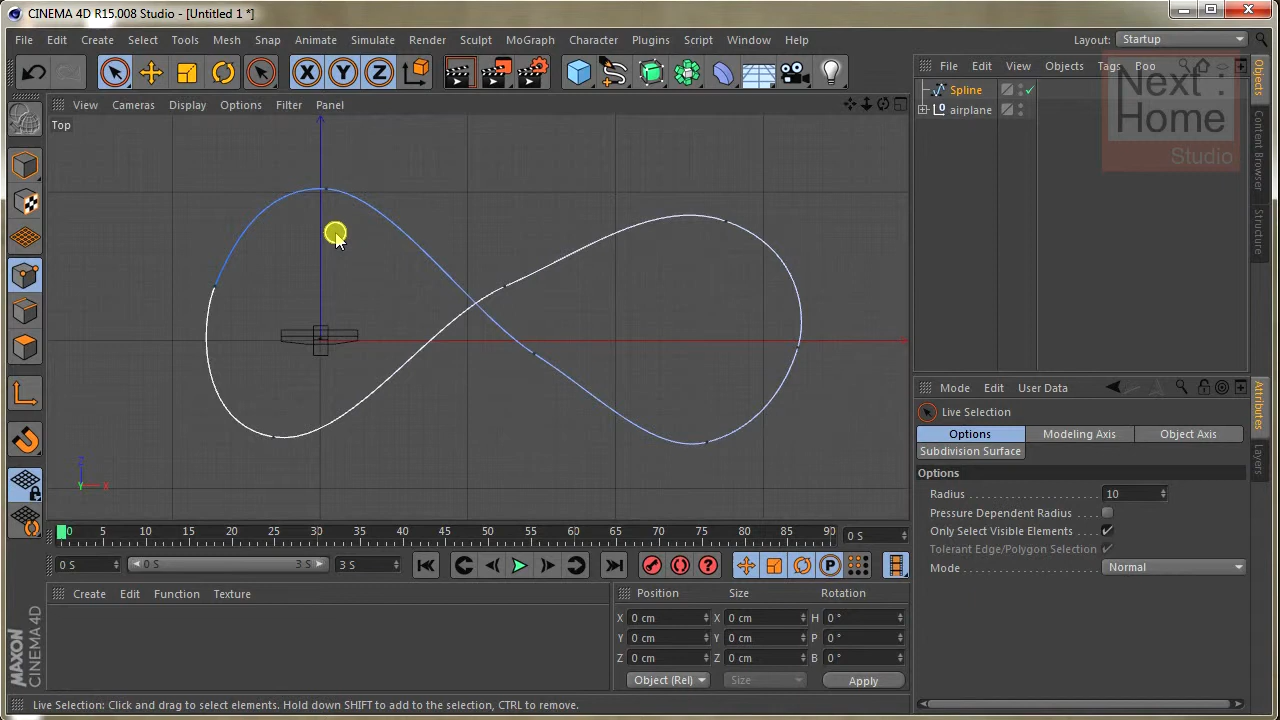 CINEMA 4D R15.008 Studio - [Untitled 1 *]
File Edit Create Select Tools Mesh Snap Animate Simulate Render Sculpt MoGraph Character Plugins Script Window Help Layout: Startup
X Y Z
View Cameras Display Options Filter Panel
Top
Z
Y X
File Edit View Objects Tags Boo
Spline
airplane
Next :
Home
Studio
Objects
Content Browser
Structure
Mode Edit User Data
Live Selection
Options Modeling Axis Object Axis
Subdivision Surface
Options
Radius 10
Pressure Dependent Radius
Only Select Visible Elements
Tolerant Edge/Polygon Selection
Mode Normal
Attributes
Layers
0 5 10 15 20 25 30 35 40 45 50 55 60 65 70 75 80 85 90 0 S
0 S 0 S 3 S 3 S
P
Create Edit Function Texture
Position Size Rotation
X 0 cm X 0 cm H 0 °
Y 0 cm Y 0 cm P 0 °
Z 0 cm Z 0 cm B 0 °
Object (Rel) Size Apply
MAXON
CINEMA 4D
Live Selection: Click and drag to select elements. Hold down SHIFT to add to the selection, CTRL to remove.